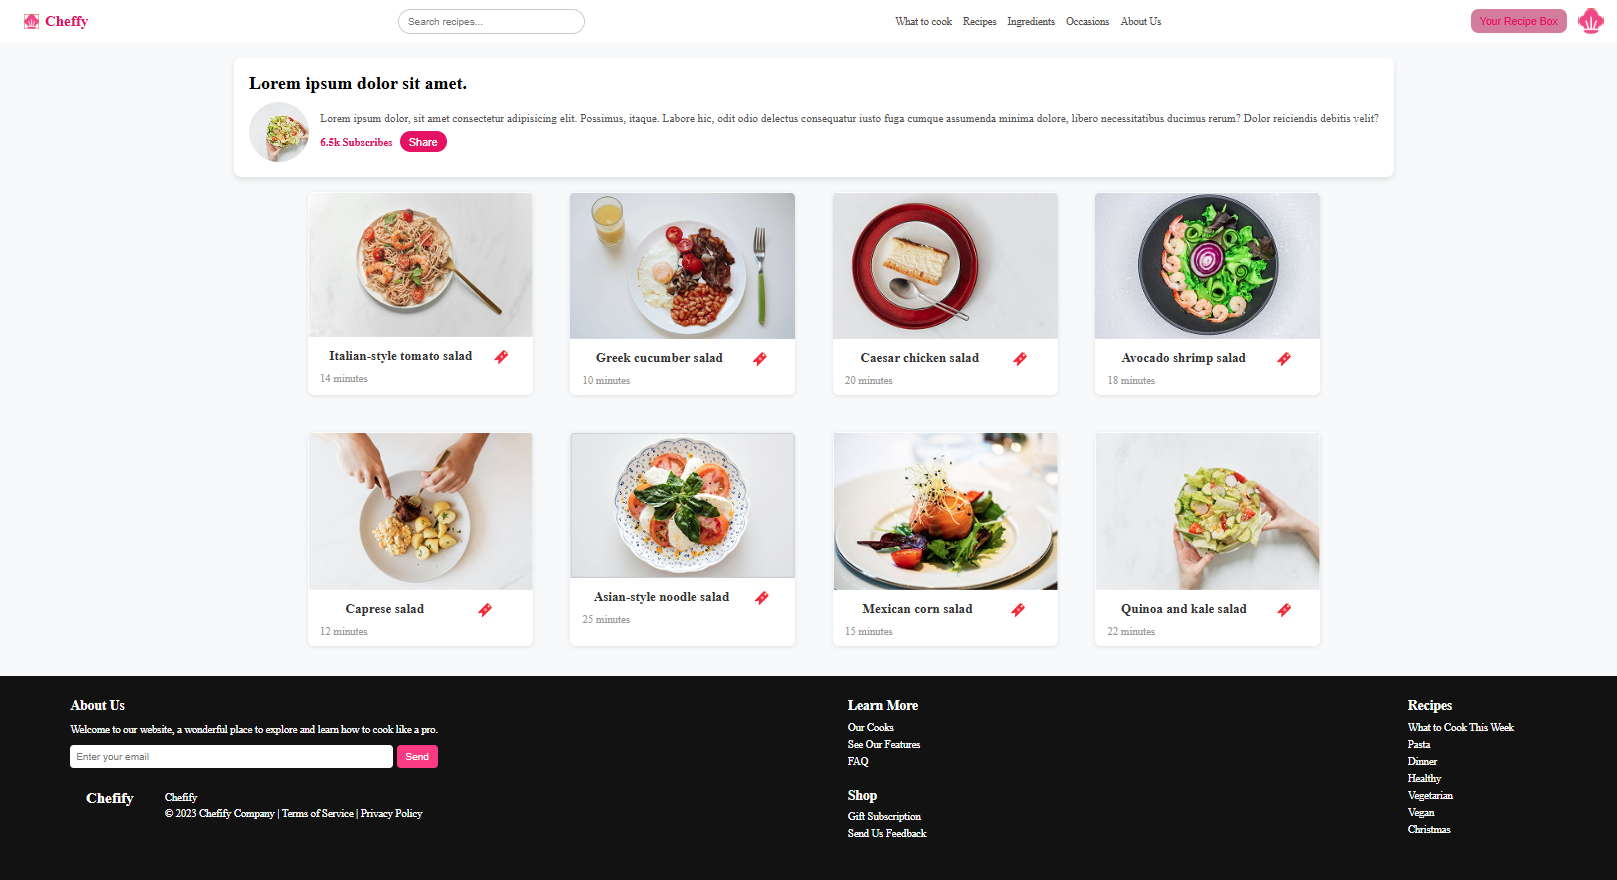 Cheffy
Search recipes...
What to cook Recipes Ingredients Occasions About Us
Your Recipe Box
Lorem ipsum dolor sit amet.
Lorem ipsum dolor, sit amet consectetur adipisicing elit. Possimus, itaque. Labore hic, odit odio delectus consequatur iusto fuga cumque assumenda minima dolore, libero necessitatibus ducimus rerum? Dolor reiciendis debitis velit?
6.5k Subscribes Share
Italian-style tomato salad
14 minutes
Greek cucumber salad
10 minutes
Caesar chicken salad
20 minutes
Avocado shrimp salad
18 minutes
Caprese salad
12 minutes
Asian-style noodle salad
25 minutes
Mexican corn salad
15 minutes
Quinoa and kale salad
22 minutes
About Us
Welcome to our website, a wonderful place to explore and learn how to cook like a pro.
Enter your email Send
Chefify
Chefify
© 2023 Chefify Company | Terms of Service | Privacy Policy
Learn More
Our Cooks
See Our Features
FAQ
Shop
Gift Subscription
Send Us Feedback
Recipes
What to Cook This Week
Pasta
Dinner
Healthy
Vegetarian
Vegan
Christmas